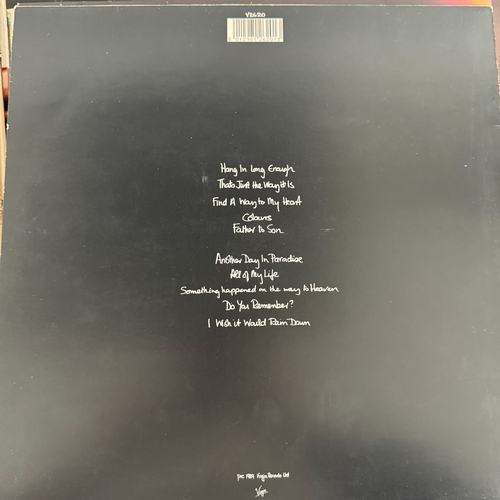 V2620
Hang In Long Enough
Thats Just the Way it Is
Find A Way to My Heart
Colours
Father to Son
Another Day In Paradise
All of My Life
Something happened on the way to Heaven
Do You Remember?
I Wish it Would Rain Down
1989 Virgin Records Ltd
Virgin